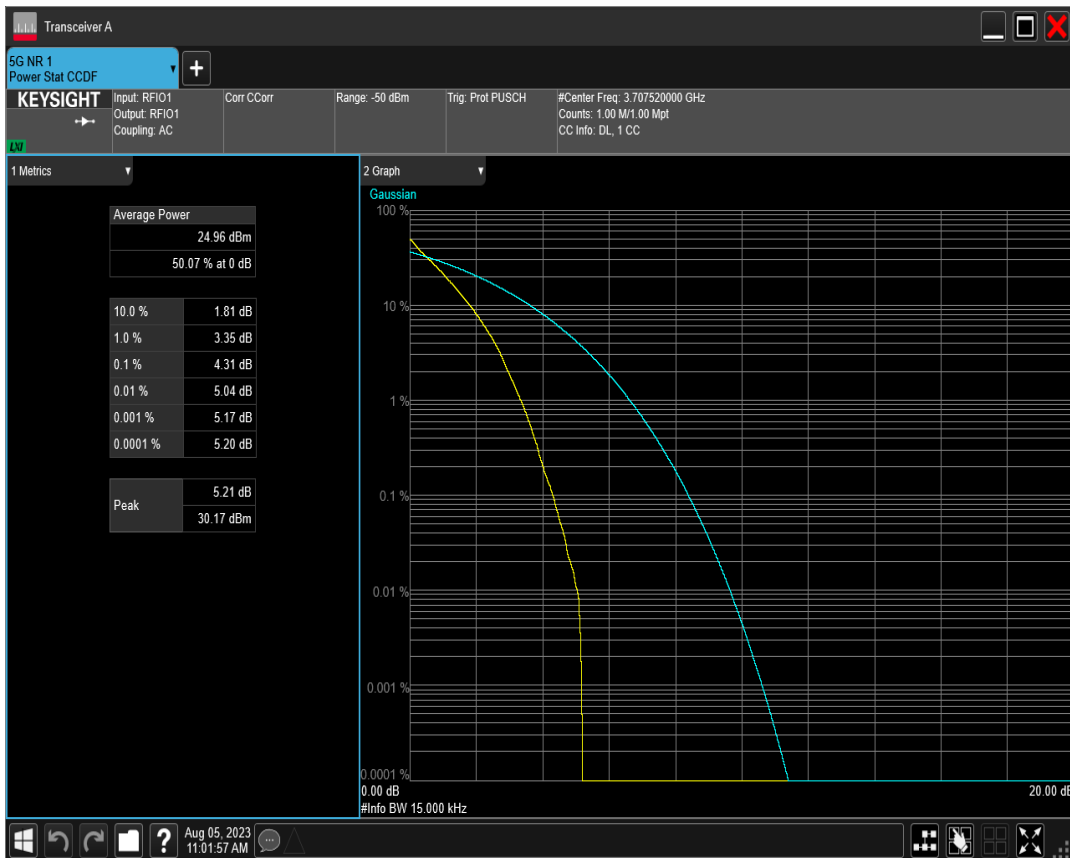 Transceiver A
5G NR 1
Power Stat CCDF
+
KEYSIGHT
LXI
Input: RFIO1
Output: RFIO1
Coupling: AC
Corr CCorr
Range: -50 dBm
Trig: Prot PUSCH
#Center Freq: 3.707520000 GHz
Counts: 1.00 M/1.00 Mpt
CC Info: DL, 1 CC
1 Metrics
Average Power
24.96 dBm
50.07 % at 0 dB
10.0 % 1.81 dB
1.0 % 3.35 dB
0.1 % 4.31 dB
0.01 % 5.04 dB
0.001 % 5.17 dB
0.0001 % 5.20 dB
Peak
5.21 dB
30.17 dBm
2 Graph
Gaussian
100 %
10 %
1 %
0.1 %
0.01 %
0.001 %
0.0001 %
0.00 dB 20.00 dB
#Info BW 15.000 kHz
?
Aug 05, 2023
11:01:57 AM